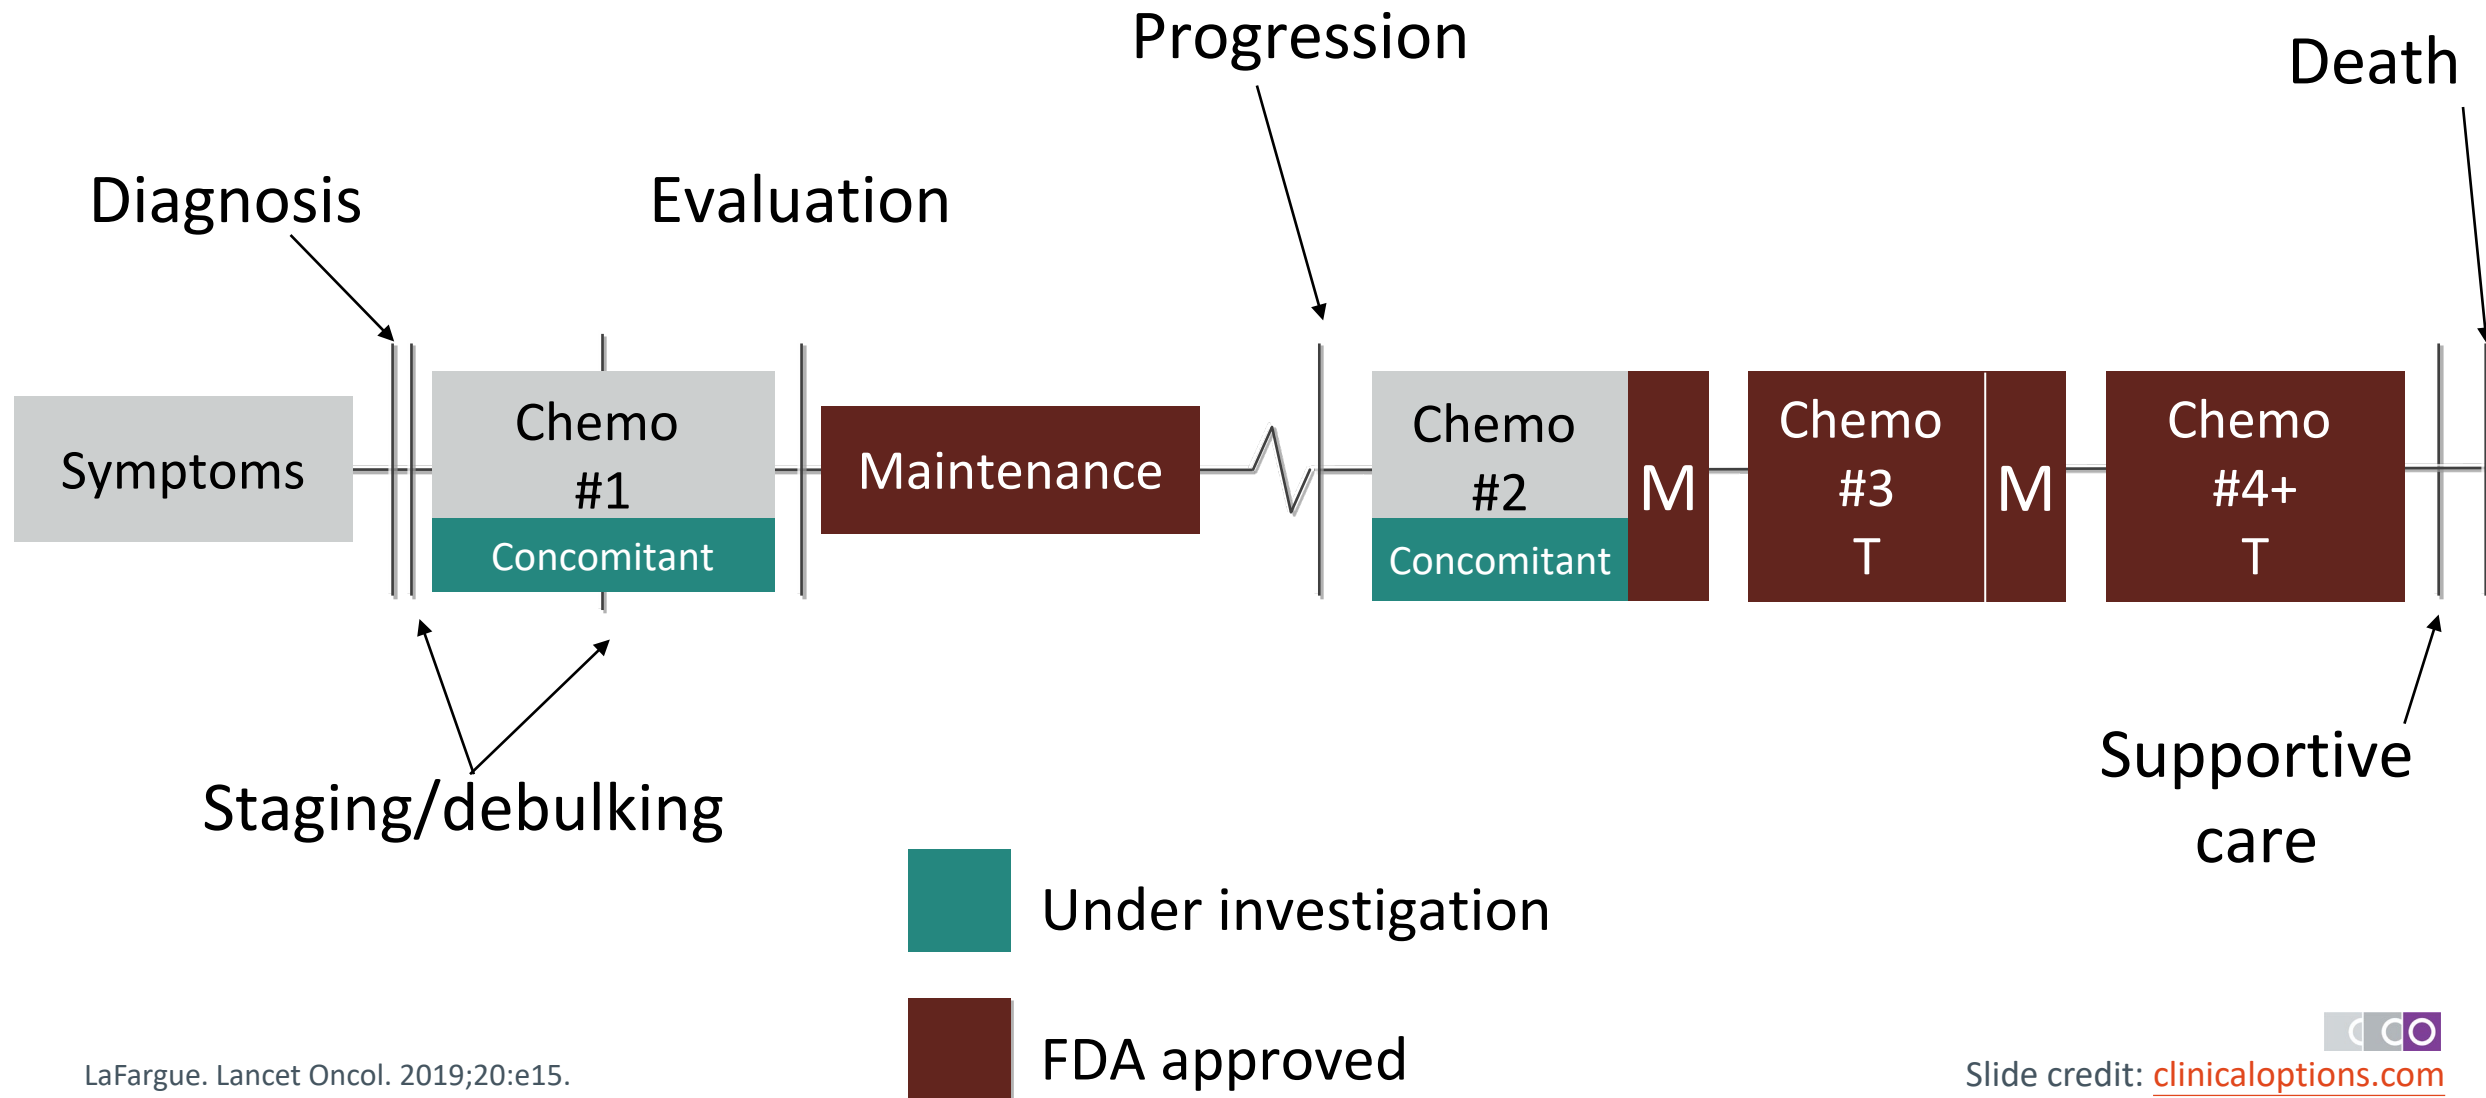 Progression
Death
Diagnosis
Evaluation
Symptoms
Chemo
#1
Concomitant
Maintenance
Chemo
#2
Concomitant
M
Chemo
#3
T
M
Chemo
#4+
T
Staging/debulking
Supportive
care
Under investigation
FDA approved
LaFargue. Lancet Oncol. 2019;20:e15.
CCO
Slide credit: clinicaloptions.com